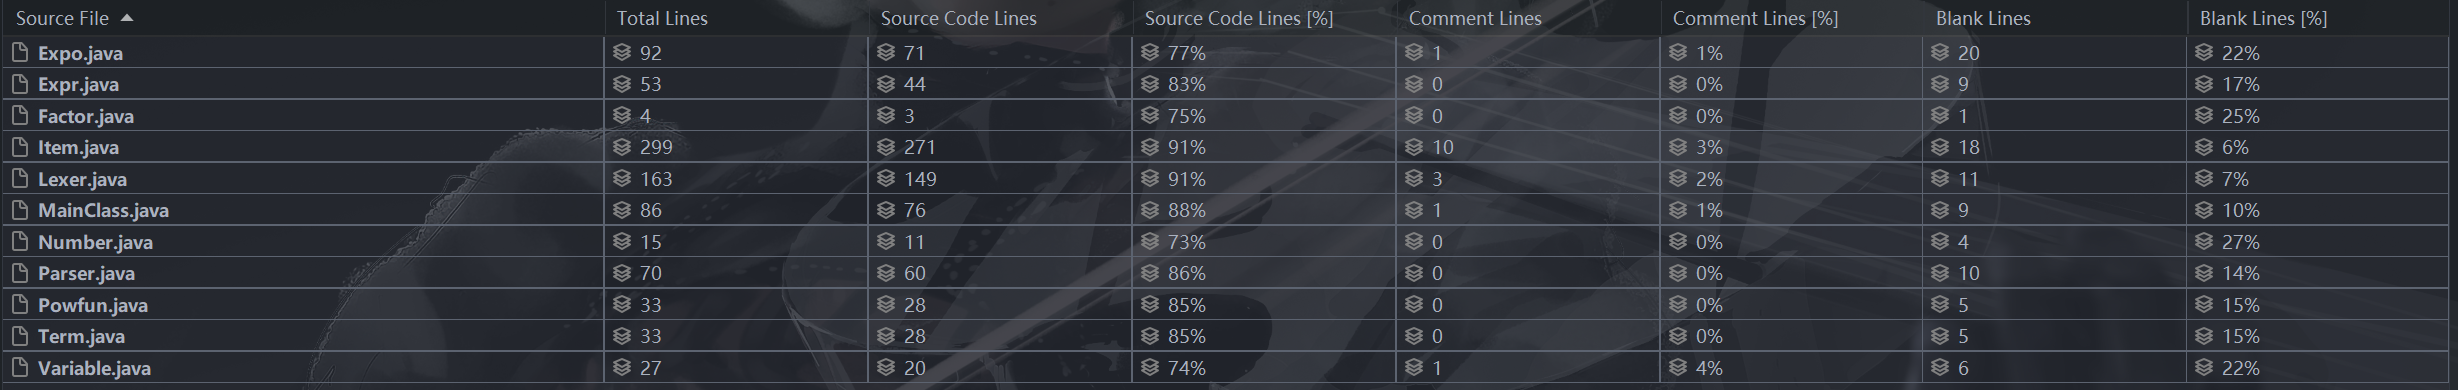 Source File Total Lines Source Code Lines Source Code Lines [%] Comment Lines Comment Lines [%] Blank Lines Blank Lines [%]
Expo.java 92 71 77% 1 1% 20 22%
Expr.java 53 44 83% 0 0% 9 17%
Factor.java 4 3 75% 0 0% 1 25%
Item.java 299 271 91% 10 3% 18 6%
Lexer.java 163 149 91% 3 2% 11 7%
MainClass.java 86 76 88% 1 1% 9 10%
Number.java 15 11 73% 0 0% 4 27%
Parser.java 70 60 86% 0 0% 10 14%
Powfun.java 33 28 85% 0 0% 5 15%
Term.java 33 28 85% 0 0% 5 15%
Variable.java 27 20 74% 1 4% 6 22%